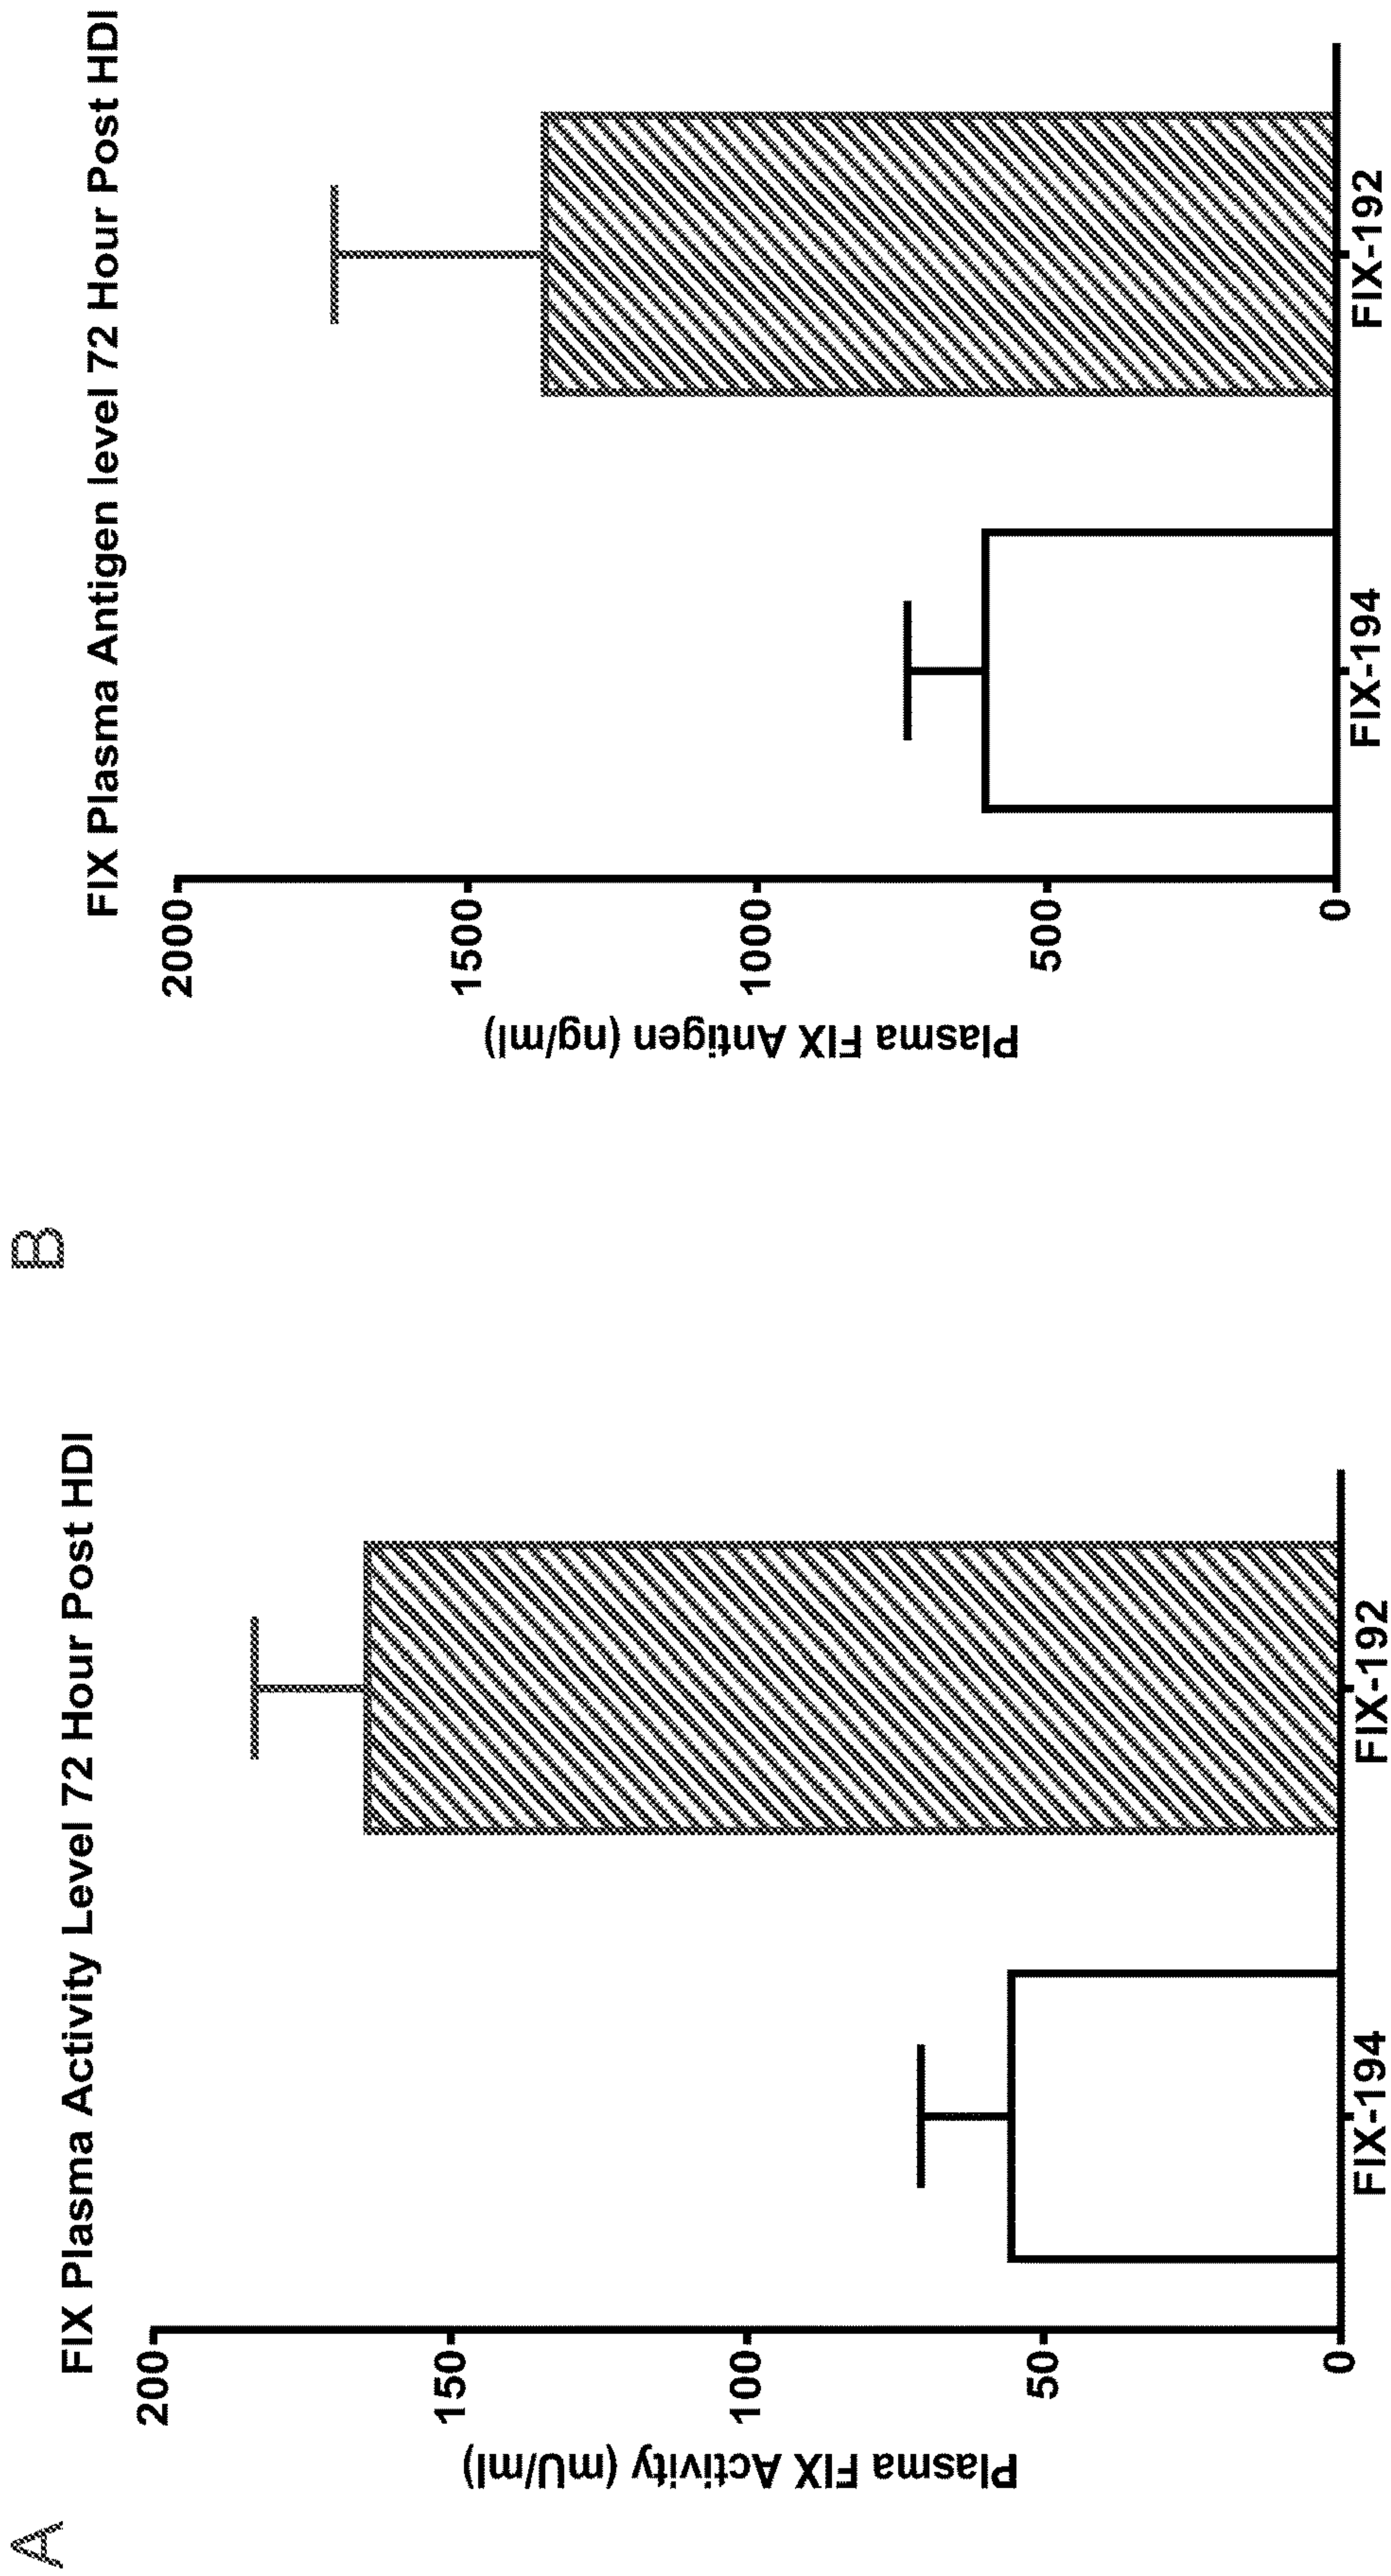 A
FIX Plasma Activity Level 72 Hour Post HDI
Plasma FIX Activity (mU/ml)
200
150
100
50
0
FIX-194
FIX-192
B
FIX Plasma Antigen level 72 Hour Post HDI
Plasma FIX Antigen (ng/ml)
2000
1500
1000
500
0
FIX-194
FIX-192